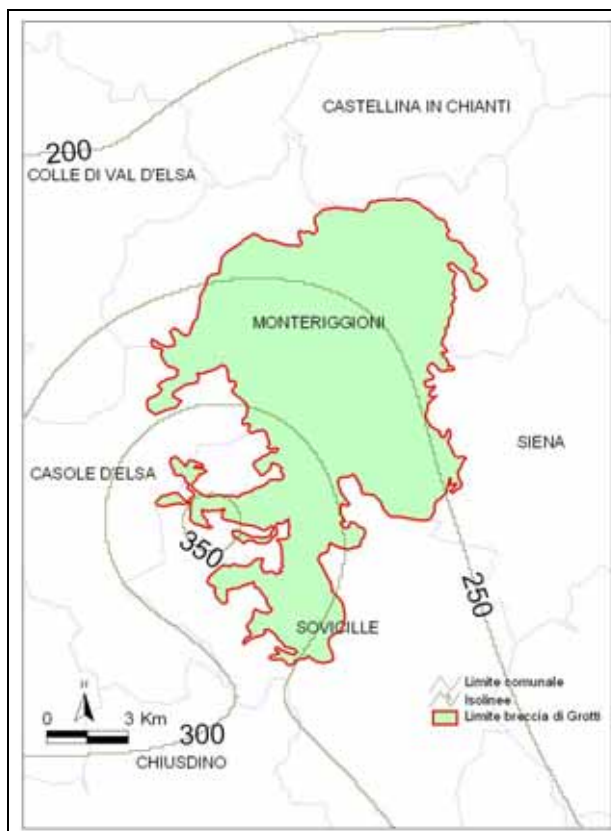 CASTELLINA IN CHIANTI
200
COLLE DI VAL D'ELSA
MONTERIGGIONI
SIENA
CASOLE D'ELSA
350
250
SOVICILLE
Limite comunale
Isolinee
Limite breccia di Grotti
N
0 3 Km
300
CHIUSDINO